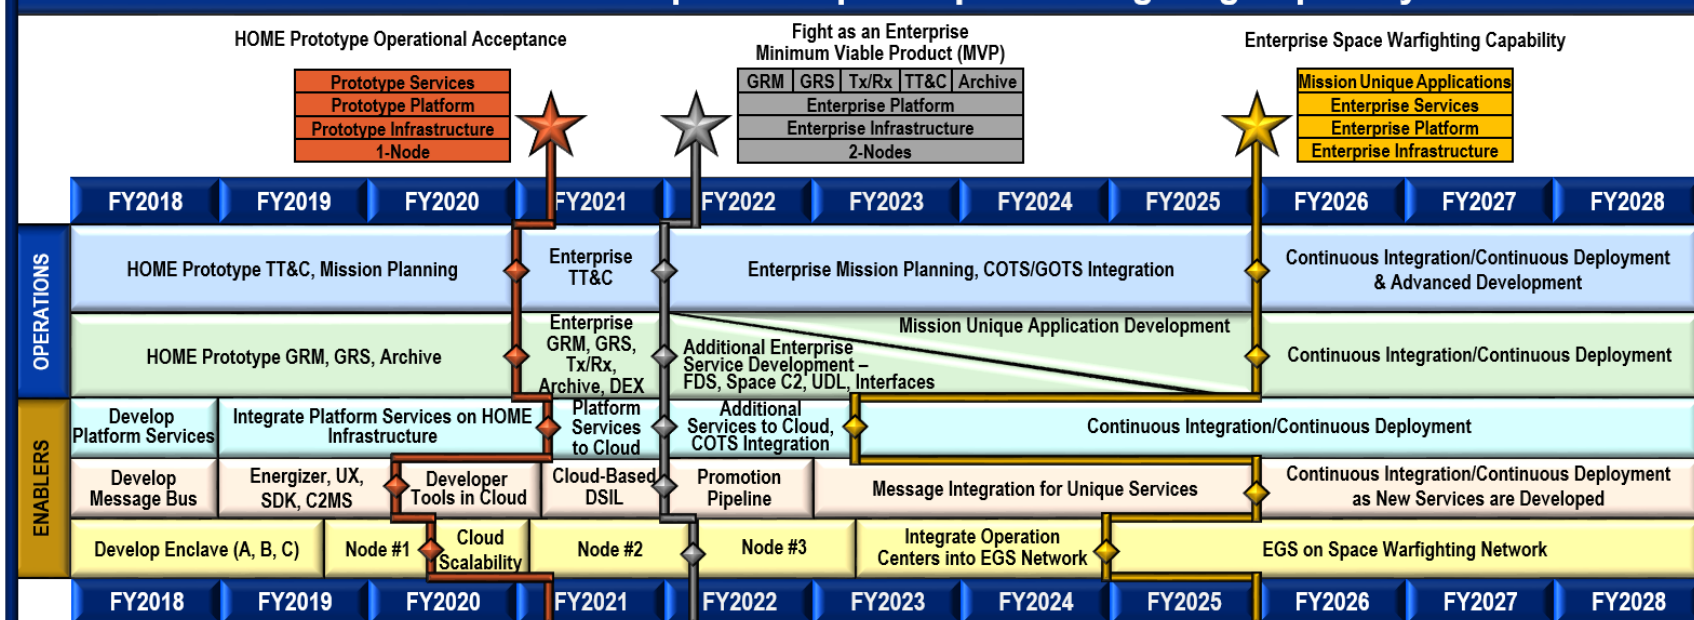 HOME Prototype Operational Acceptance
Prototype Services
Prototype Platform
Prototype Infrastructure
1-Node
Fight as an Enterprise
Minimum Viable Product (MVP)
GRM GRS Tx/Rx TT&C Archive
Enterprise Platform
Enterprise Infrastructure
2-Nodes
Enterprise Space Warfighting Capability
Mission Unique Applications
Enterprise Services
Enterprise Platform
Enterprise Infrastructure
FY2018 FY2019 FY2020 FY2021 FY2022 FY2023 FY2024 FY2025 FY2026 FY2027 FY2028
OPERATIONS
HOME Prototype TT&C, Mission Planning
Enterprise
TT&C
Enterprise Mission Planning, COTS/GOTS Integration
Continuous Integration/Continuous Deployment
& Advanced Development
HOME Prototype GRM, GRS, Archive
Enterprise
GRM, GRS,
Tx/Rx,
Archive, DEX
Mission Unique Application Development
Additional Enterprise
Service Development –
FDS, Space C2, UDL, Interfaces
Continuous Integration/Continuous Deployment
ENABLERS
Develop
Platform Services
Integrate Platform Services on HOME
Infrastructure
Platform
Services
to Cloud
Additional
Services to Cloud,
COTS Integration
Continuous Integration/Continuous Deployment
Develop
Message Bus
Energizer, UX,
SDK, C2MS
Developer
Tools in Cloud
Cloud-Based
DSIL
Promotion
Pipeline
Message Integration for Unique Services
Continuous Integration/Continuous Deployment
as New Services are Developed
Develop Enclave (A, B, C)
Node #1
Cloud
Scalability
Node #2
Node #3
Integrate Operation
Centers into EGS Network
EGS on Space Warfighting Network
FY2018 FY2019 FY2020 FY2021 FY2022 FY2023 FY2024 FY2025 FY2026 FY2027 FY2028